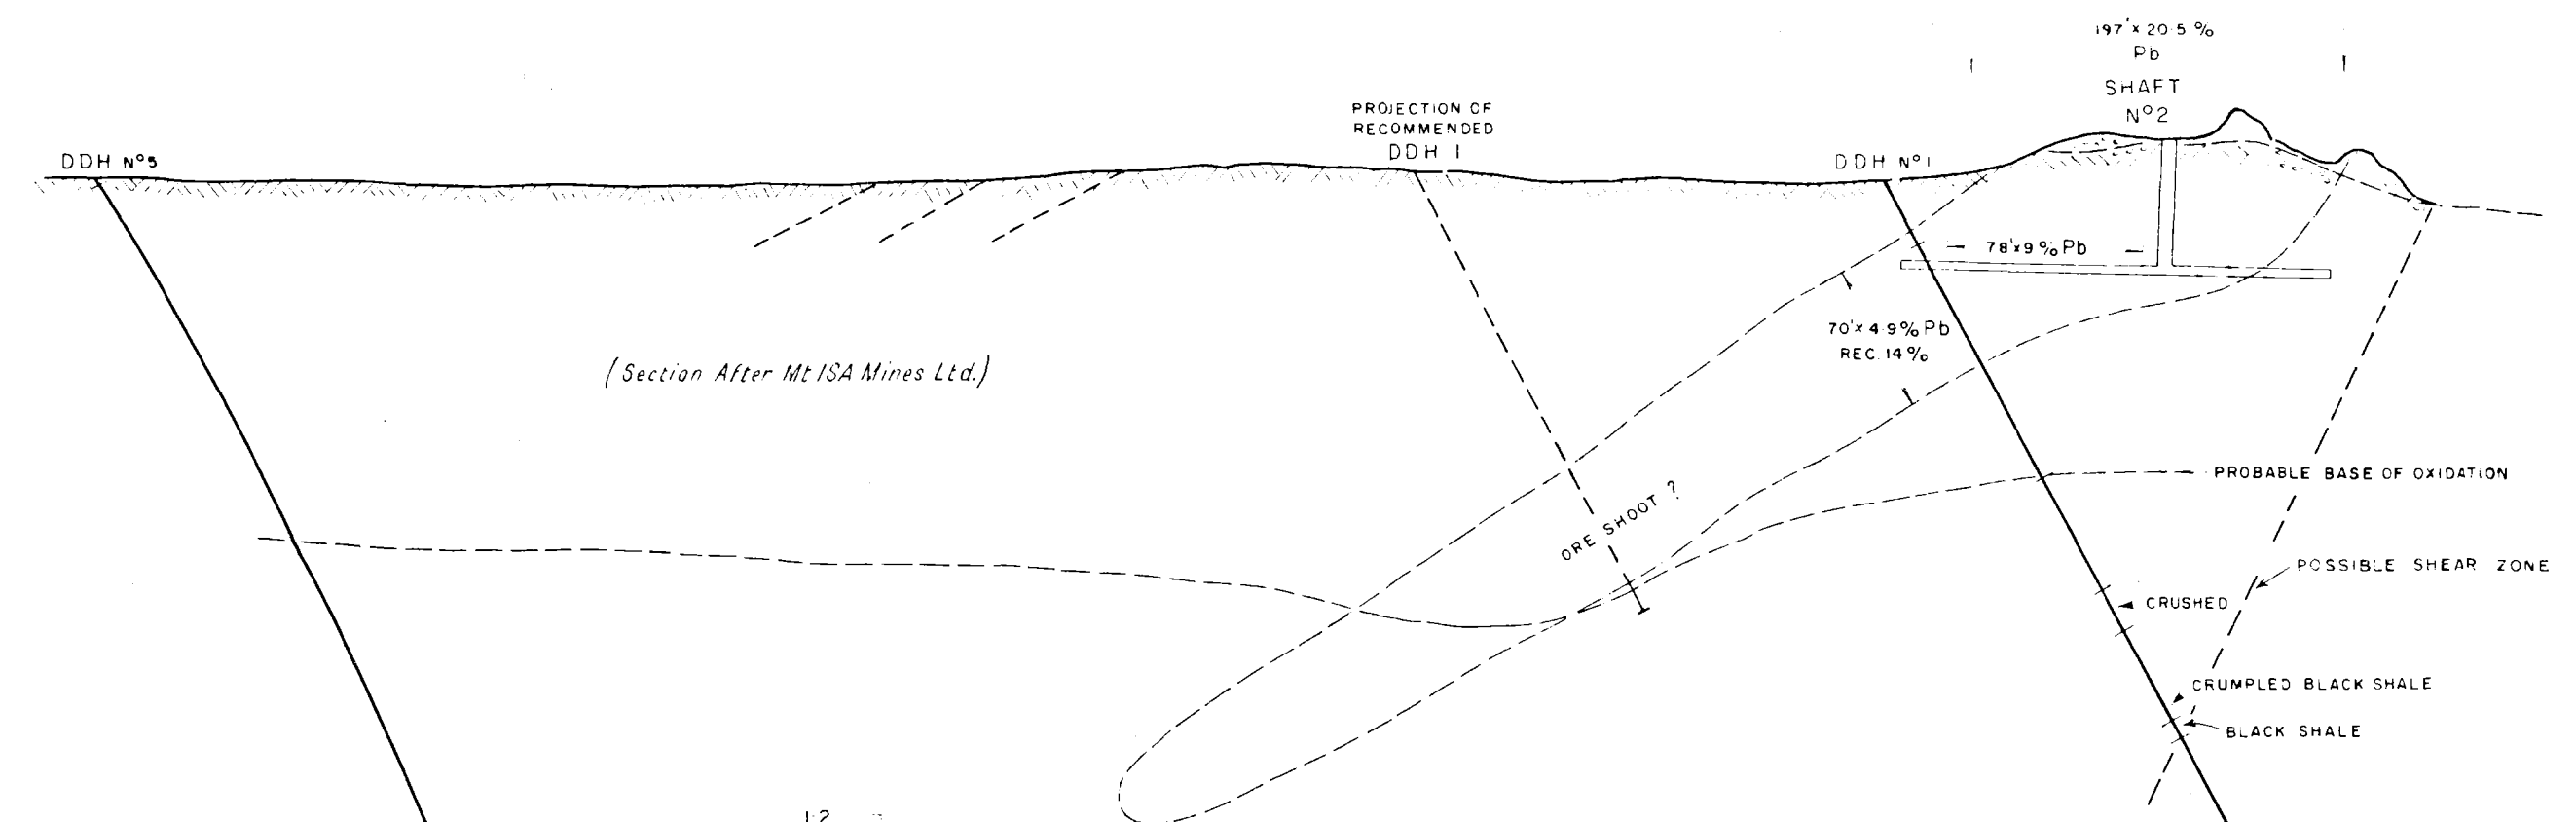 197' x 20.5 %
Pb
SHAFT
Nº2
PROJECTION OF
RECOMMENDED
DDH 1
DDH Nº5
DDH Nº1
78'x9 % Pb
70'x 4.9% Pb
REC. 14%
(Section After Mt ISA Mines Ltd.)
PROBABLE BASE OF OXIDATION
ORE SHOOT ?
POSSIBLE SHEAR ZONE
CRUSHED
CRUMPLED BLACK SHALE
BLACK SHALE